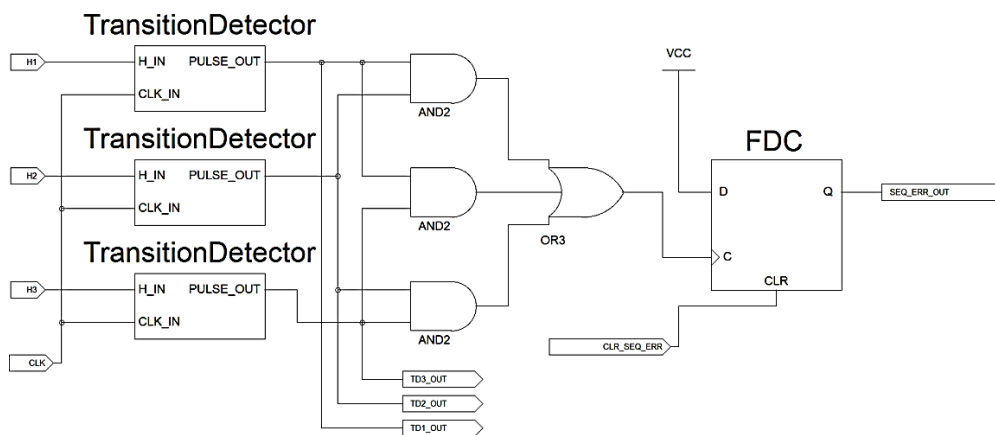 TransitionDetector
H1
H_IN
PULSE_OUT
CLK_IN
AND2
TransitionDetector
H2
H_IN
PULSE_OUT
CLK_IN
AND2
TransitionDetector
H3
H_IN
PULSE_OUT
CLK_IN
AND2
CLK
OR3
VCC
FDC
D
Q
SEQ_ERR_OUT
C
CLR
CLR_SEQ_ERR
TD3_OUT
TD2_OUT
TD1_OUT